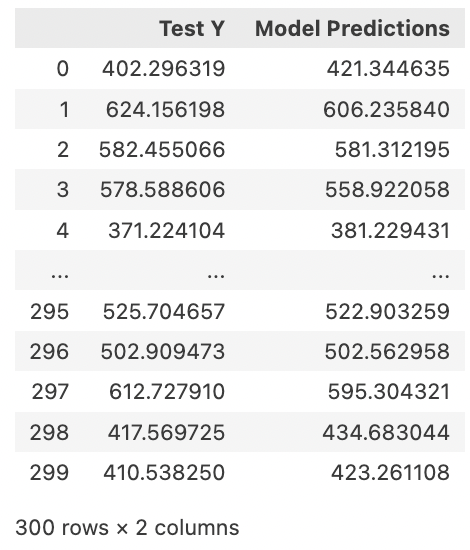 Test Y Model Predictions
0 402.296319 421.344635
1 624.156198 606.235840
2 582.455066 581.312195
3 578.588606 558.922058
4 371.224104 381.229431
... ... ...
295 525.704657 522.903259
296 502.909473 502.562958
297 612.727910 595.304321
298 417.569725 434.683044
299 410.538250 423.261108
300 rows × 2 columns